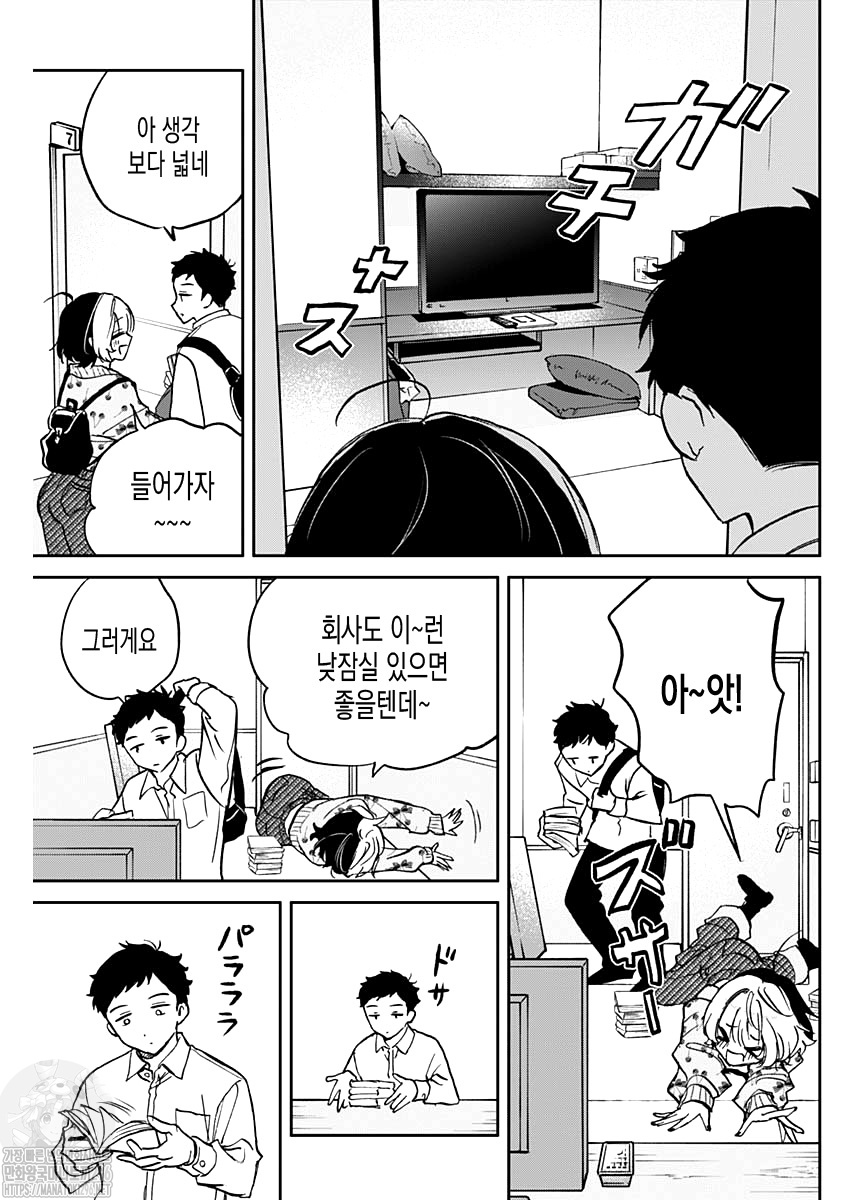 ガチャッ
7
아 생각
보다 넓네
들어가자
~~~
아~앗!
ズサー
회사도 이~런
낮잠실 있으면
좋을텐데~
그러게요
ドサ
パラララ